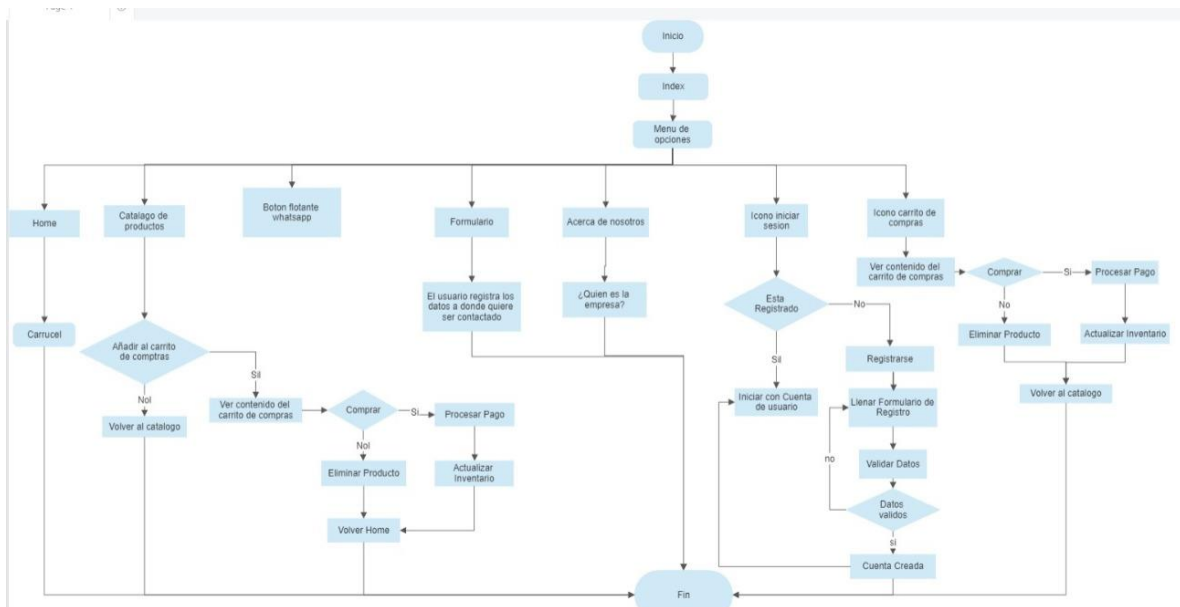 Inicio
Index
Menu de
opciones
Home
Catalago de
productos
Boton flotante
whatsapp
Formulario
Acerca de nosotros
Icono iniciar
sesion
Icono carrito de
compras
Ver contenido del
carrito de compras
Comprar
Si
Procesar Pago
No
Eliminar Producto
Actualizar Inventario
Volver al catalogo
Carrucel
El usuario registra los
datos a donde quiere
ser contactado
¿Quien es la
empresa?
Esta
Registrado
No
Registrarse
SiI
Iniciar con Cuenta
de usuario
Llenar Formulario de
Registro
no
Validar Datos
Datos
validos
si
Cuenta Creada
Añadir al carrito
de comptras
SiI
NoI
Volver al catalogo
Ver contenido del
carrito de compras
Comprar
Si
Procesar Pago
NoI
Eliminar Producto
Actualizar
Inventario
Volver Home
Fin